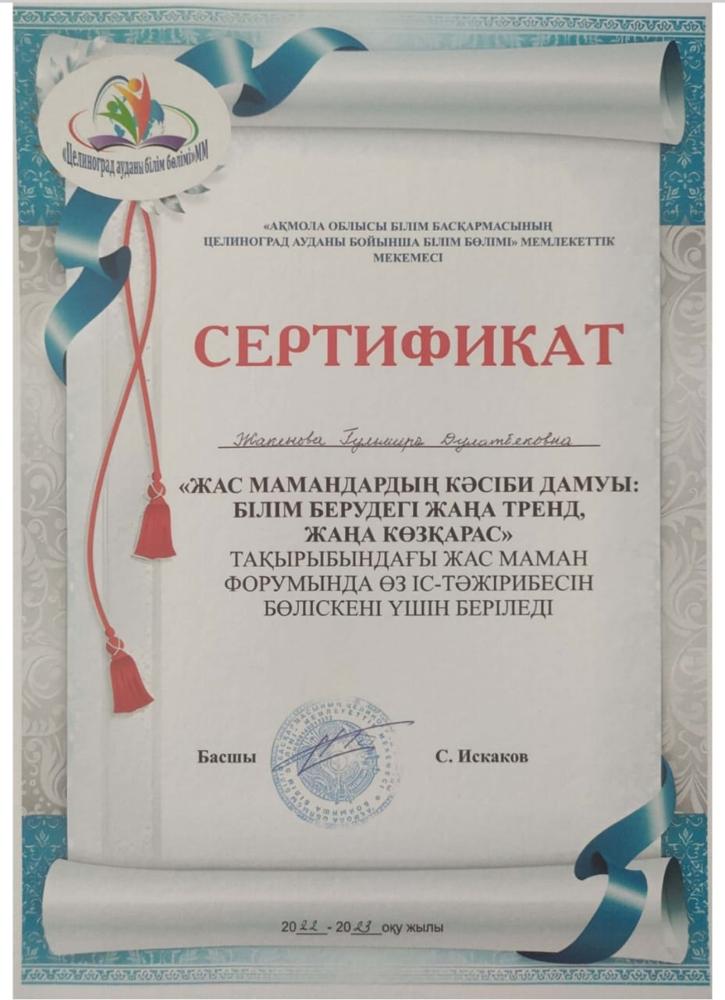 «Целиноград ауданы білім бөлімі»ММ
«АҚМОЛА ОБЛЫСЫ БІЛІМ БАСҚАРМАСЫНЫҢ
ЦЕЛИНОГРАД АУДАНЫ БОЙЫНША БІЛІМ БӨЛІМІ» МЕМЛЕКЕТТІК
МЕКЕМЕСІ
СЕРТИФИКАТ
Жакенова Гульмира Дулатбековна
«ЖАС МАМАНДАРДЫҢ КӘСІБИ ДАМУЫ:
БІЛІМ БЕРУДЕГІ ЖАҢА ТРЕНД,
ЖАҢА КӨЗҚАРАС»
ТАҚЫРЫБЫНДАҒЫ ЖАС МАМАН
ФОРУМЫНДА ӨЗ ІС-ТӘЖІРИБЕСІН
БӨЛІСКЕНІ ҮШІН БЕРІЛЕДІ
Басшы С. Искаков
2022 - 2023 оқу жылы